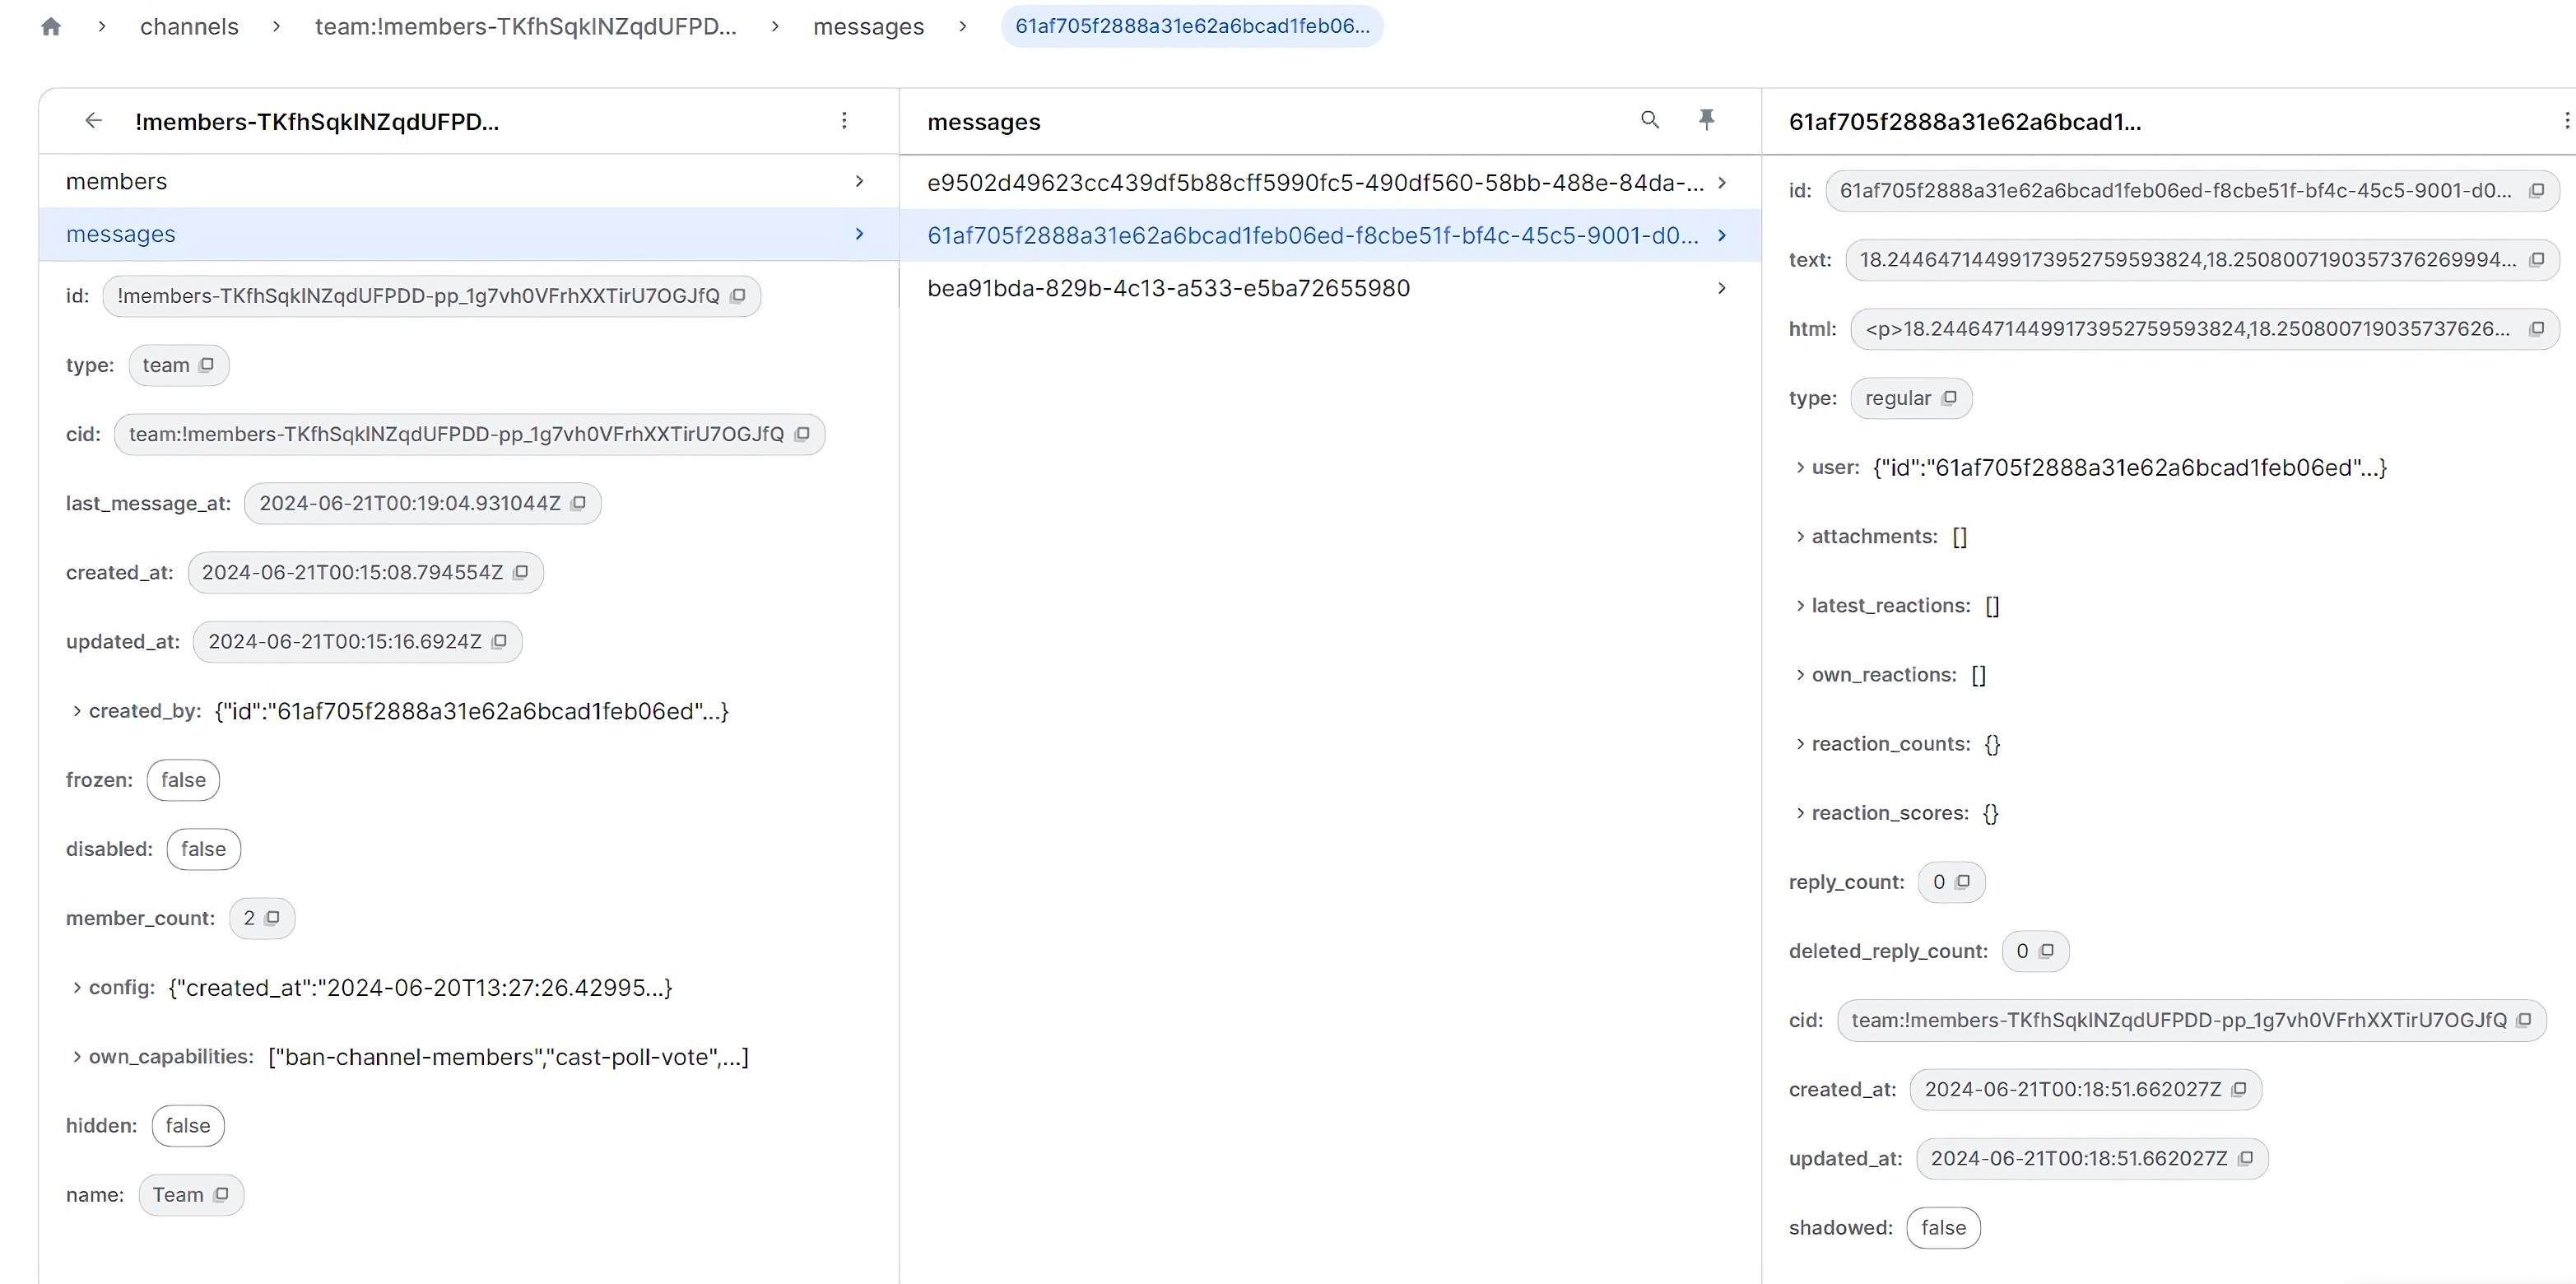 channels > team:!members-TKfhSqkINZqdUFPD... > messages > 61af705f2888a31e62a6bcad1feb06...
!members-TKfhSqkINZqdUFPD...
members
messages
id: !members-TKfhSqkINZqdUFPDD-pp_1g7vh0VFrhXXTirU7OGJfQ
type: team
cid: team:!members-TKfhSqkINZqdUFPDD-pp_1g7vh0VFrhXXTirU7OGJfQ
last_message_at: 2024-06-21T00:19:04.931044Z
created_at: 2024-06-21T00:15:08.794554Z
updated_at: 2024-06-21T00:15:16.6924Z
created_by: {"id":"61af705f2888a31e62a6bcad1feb06ed"...}
frozen: false
disabled: false
member_count: 2
config: {"created_at":"2024-06-20T13:27:26.42995...}
own_capabilities: ["ban-channel-members","cast-poll-vote",...]
hidden: false
name: Team
messages
e9502d49623cc439df5b88cff5990fc5-490df560-58bb-488e-84da-...
61af705f2888a31e62a6bcad1feb06ed-f8cbe51f-bf4c-45c5-9001-d0...
bea91bda-829b-4c13-a533-e5ba72655980
61af705f2888a31e62a6bcad1...
id: 61af705f2888a31e62a6bcad1feb06ed-f8cbe51f-bf4c-45c5-9001-d0...
text: 18.24464714499173952759593824,18.2508007190357376269994...
html: <p>18.24464714499173952759593824,18.250800719035737626...
type: regular
user: {"id":"61af705f2888a31e62a6bcad1feb06ed"...}
attachments: []
latest_reactions: []
own_reactions: []
reaction_counts: {}
reaction_scores: {}
reply_count: 0
deleted_reply_count: 0
cid: team:!members-TKfhSqkINZqdUFPDD-pp_1g7vh0VFrhXXTirU7OGJfQ
created_at: 2024-06-21T00:18:51.662027Z
updated_at: 2024-06-21T00:18:51.662027Z
shadowed: false